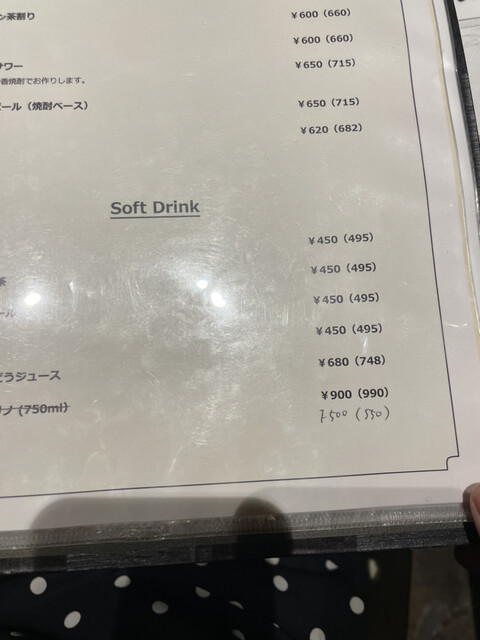 ン茶割り ¥600（660）
¥600（660）
サワー ¥650（715）
香焼酎でお作りします。
ボール（焼酎ベース） ¥650（715）
¥620（682）
Soft Drink
¥450（495）
茶 ¥450（495）
ール ¥450（495）
¥450（495）
どうジュース ¥680（748）
リナ (750ml) ¥900（990）
500（550）